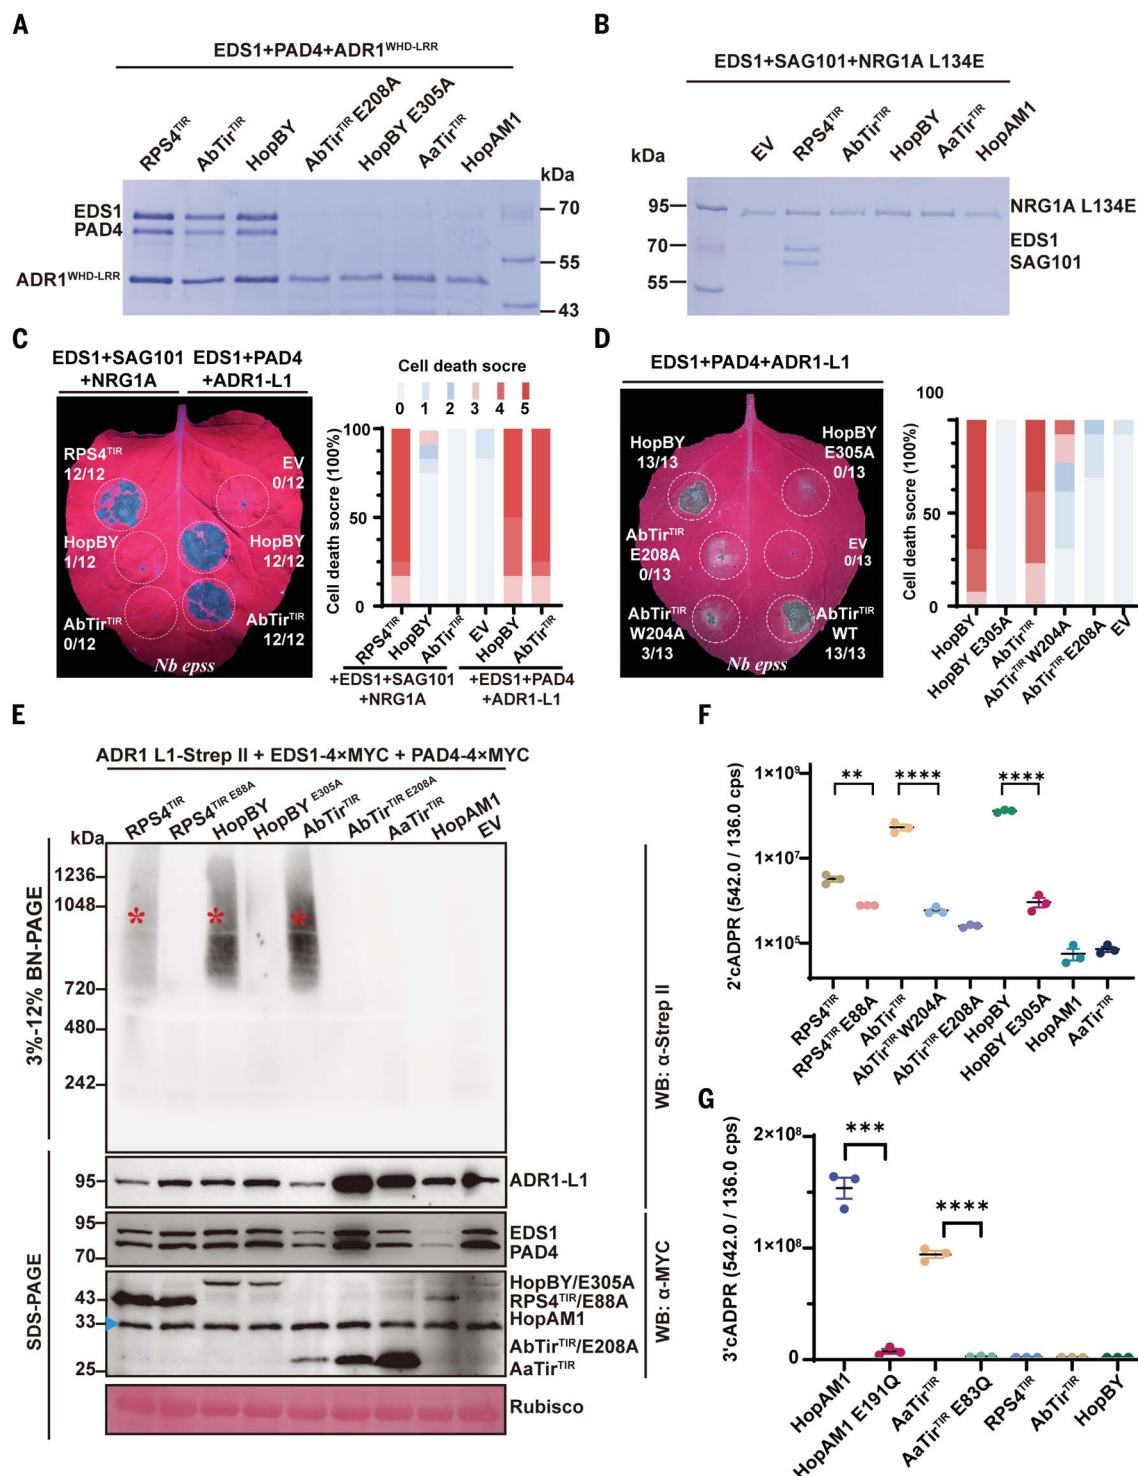 A
EDS1+PAD4+ADR1WHD-LRR
RPS4TIR
AbTirTIR
HopBY
AbTirTIR E208A
HopBY E305A
AaTirTIR
HopAM1
kDa
EDS1
PAD4
ADR1WHD-LRR
70
55
43
B
EDS1+SAG101+NRG1A L134E
kDa
EV
RPS4TIR
AbTirTIR
HopBY
AaTirTIR
HopAM1
95
70
55
NRG1A L134E
EDS1
SAG101
C
EDS1+SAG101
+NRG1A
EDS1+PAD4
+ADR1-L1
RPS4TIR
12/12
EV
0/12
HopBY
1/12
HopBY
12/12
AbTirTIR
0/12
AbTirTIR
12/12
Nb epss
Cell death socre
0 1 2 3 4 5
Cell death socre (100%)
100
50
0
RPS4TIR
HopBY
AbTirTIR
EV
HopBY
AbTirTIR
+EDS1+SAG101
+NRG1A
+EDS1+PAD4
+ADR1-L1
D
EDS1+PAD4+ADR1-L1
HopBY
13/13
HopBY
E305A
0/13
AbTirTIR
E208A
0/13
EV
0/13
AbTirTIR
W204A
3/13
AbTirTIR
WT
13/13
Nb epss
Cell death socre (100%)
100
50
0
HopBY
HopBY E305A
AbTirTIR
AbTirTIR W204A
AbTirTIR E208A
EV
E
ADR1 L1-Strep II + EDS1-4×MYC + PAD4-4×MYC
RPS4TIR
RPS4TIR E88A
HopBY
HopBY E305A
AbTirTIR
AbTirTIR E208A
AaTirTIR
HopAM1
EV
kDa
1236
1048
720
480
242
* * *
3%-12% BN-PAGE
WB: α-Strep II
95
ADR1-L1
95
70
EDS1
PAD4
43
33
25
HopBY/E305A
RPS4TIR/E88A
HopAM1
AbTirTIR/E208A
AaTirTIR
SDS-PAGE
WB: α-MYC
Rubisco
F
2'cADPR (542.0 / 136.0 cps)
1×10⁹
1×10⁷
1×10⁵
** **** ****
RPS4TIR
RPS4TIR E88A
AbTirTIR
AbTirTIR W204A
AbTirTIR E208A
HopBY
HopBY E305A
HopAM1
AaTirTIR
G
3'cADPR (542.0 / 136.0 cps)
2×10⁸
1×10⁸
0
***
****
HopAM1
HopAM1 E191Q
AaTirTIR
AaTirTIR E83Q
RPS4TIR
AbTirTIR
HopBY